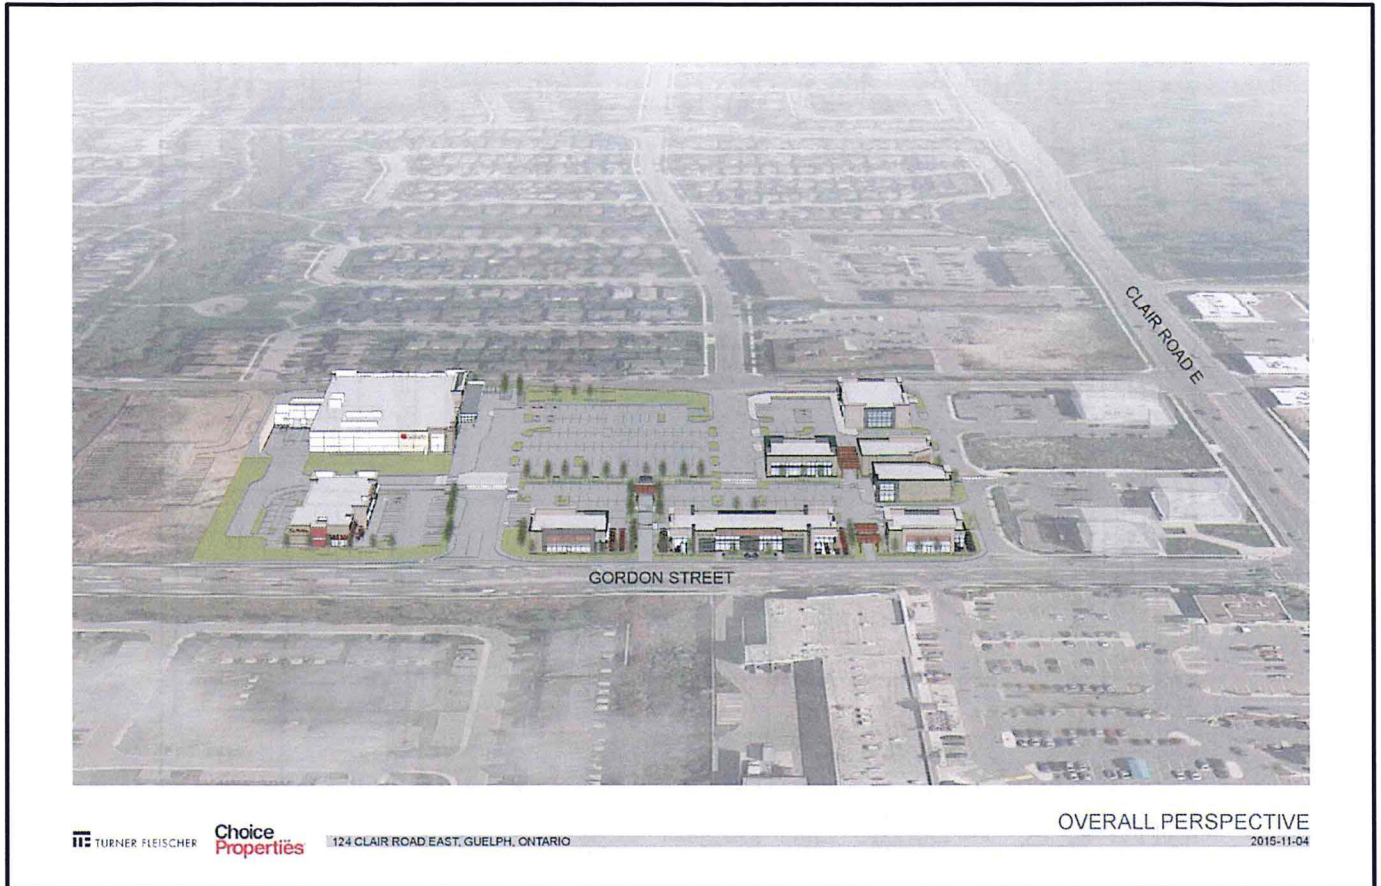 CLAIR ROAD E
GORDON STREET
OVERALL PERSPECTIVE
TURNER FLEISCHER
Choice
Properties
124 CLAIR ROAD EAST, GUELPH, ONTARIO
2015-11-04